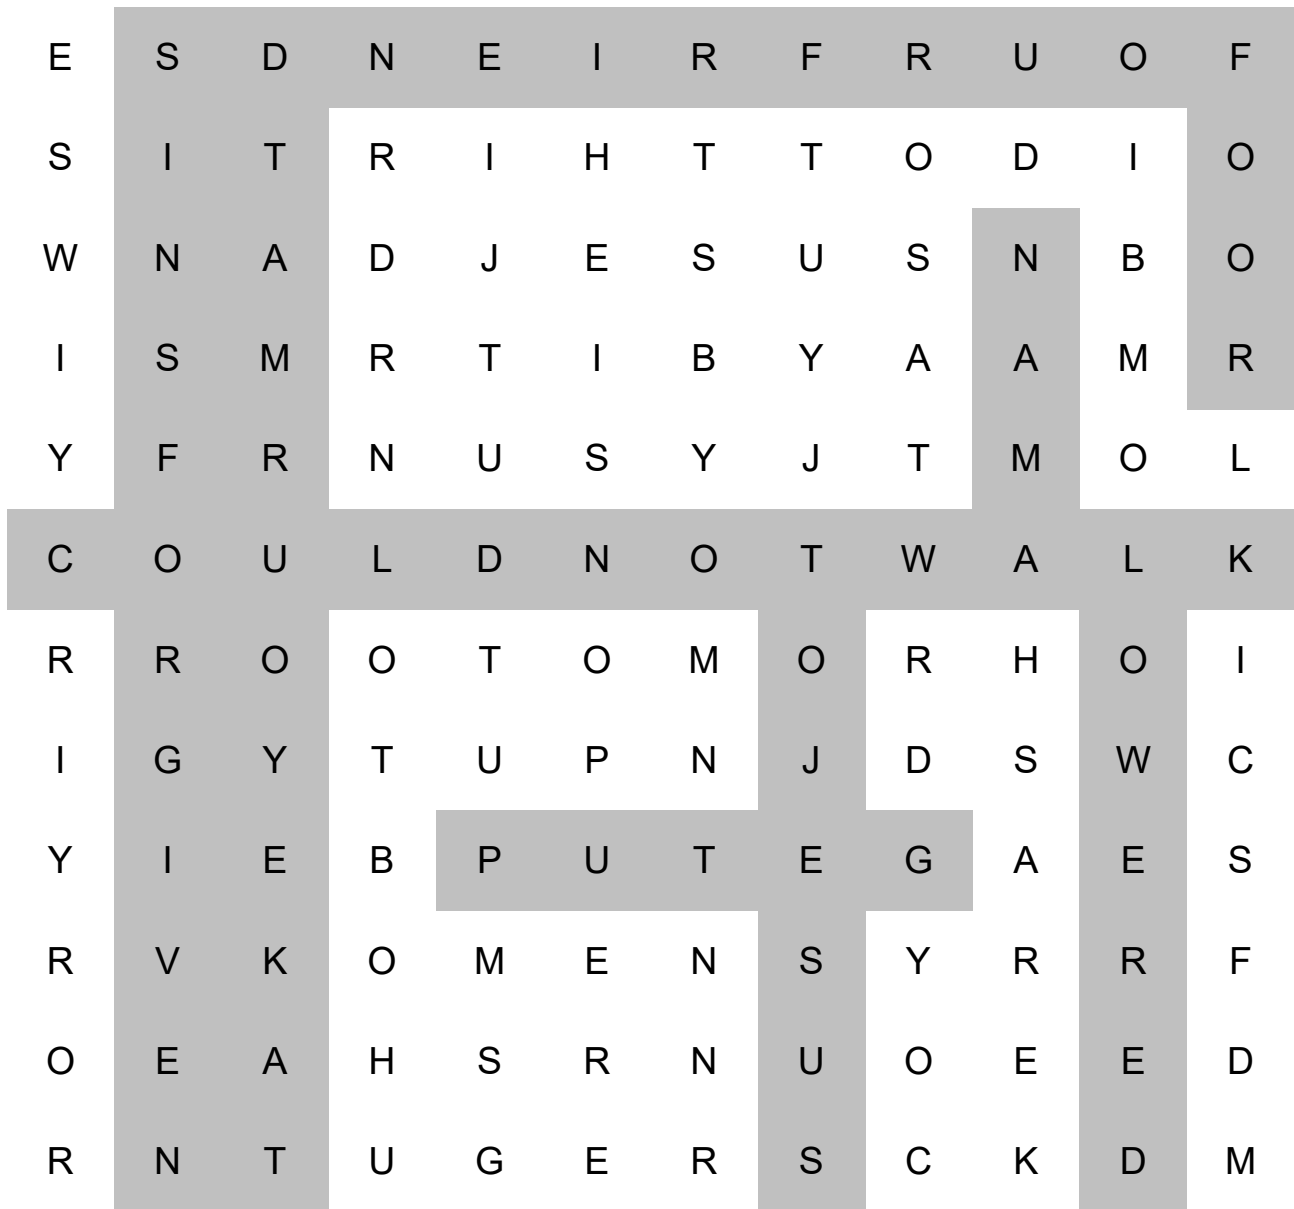 E S D N E I R F R U O F
S I T R I H T T O D I O
W N A D J E S U S N B O
I S M R T I B Y A A M R
Y F R N U S Y J T M O L
C O U L D N O T W A L K
R R O O T O M O R H O I
I G Y T U P N J D S W C
Y I E B P U T E G A E S
R V K O M E N S Y R R F
O E A H S R N U O E E D
R N T U G E R S C K D M